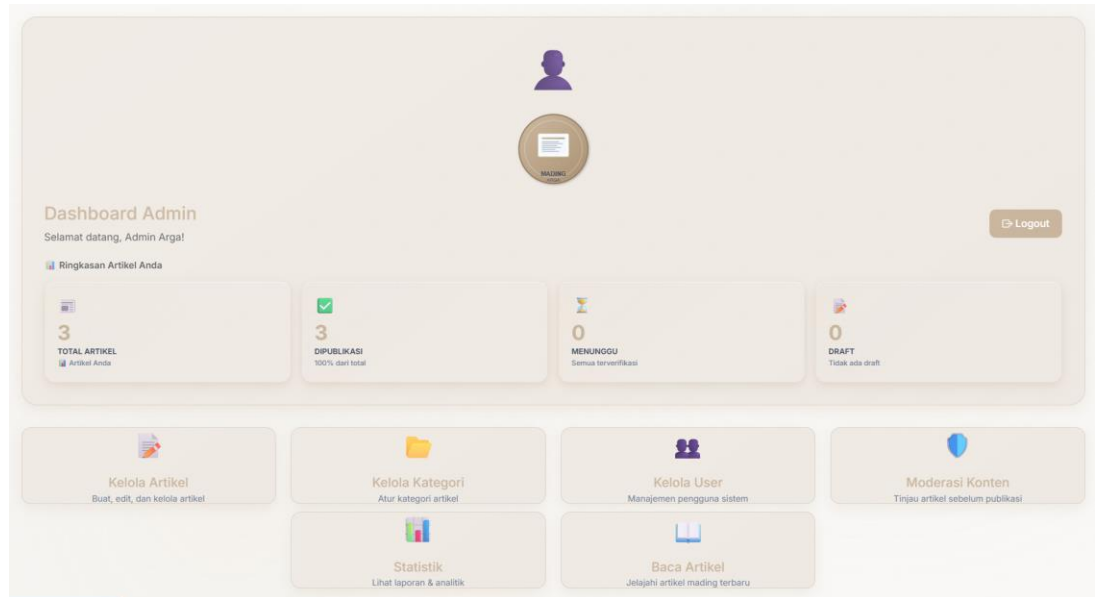 MADING
Dashboard Admin
Selamat datang, Admin Arga!
Logout
Ringkasan Artikel Anda
3
TOTAL ARTIKEL
Artikel Anda
3
DIPUBLIKASI
100% dari total
0
MENUNGGU
Semua terverifikasi
0
DRAFT
Tidak ada draft
Kelola Artikel
Buat, edit, dan kelola artikel
Kelola Kategori
Atur kategori artikel
Kelola User
Manajemen pengguna sistem
Moderasi Konten
Tinjau artikel sebelum publikasi
Statistik
Lihat laporan & analitik
Baca Artikel
Jelajahi artikel mading terbaru